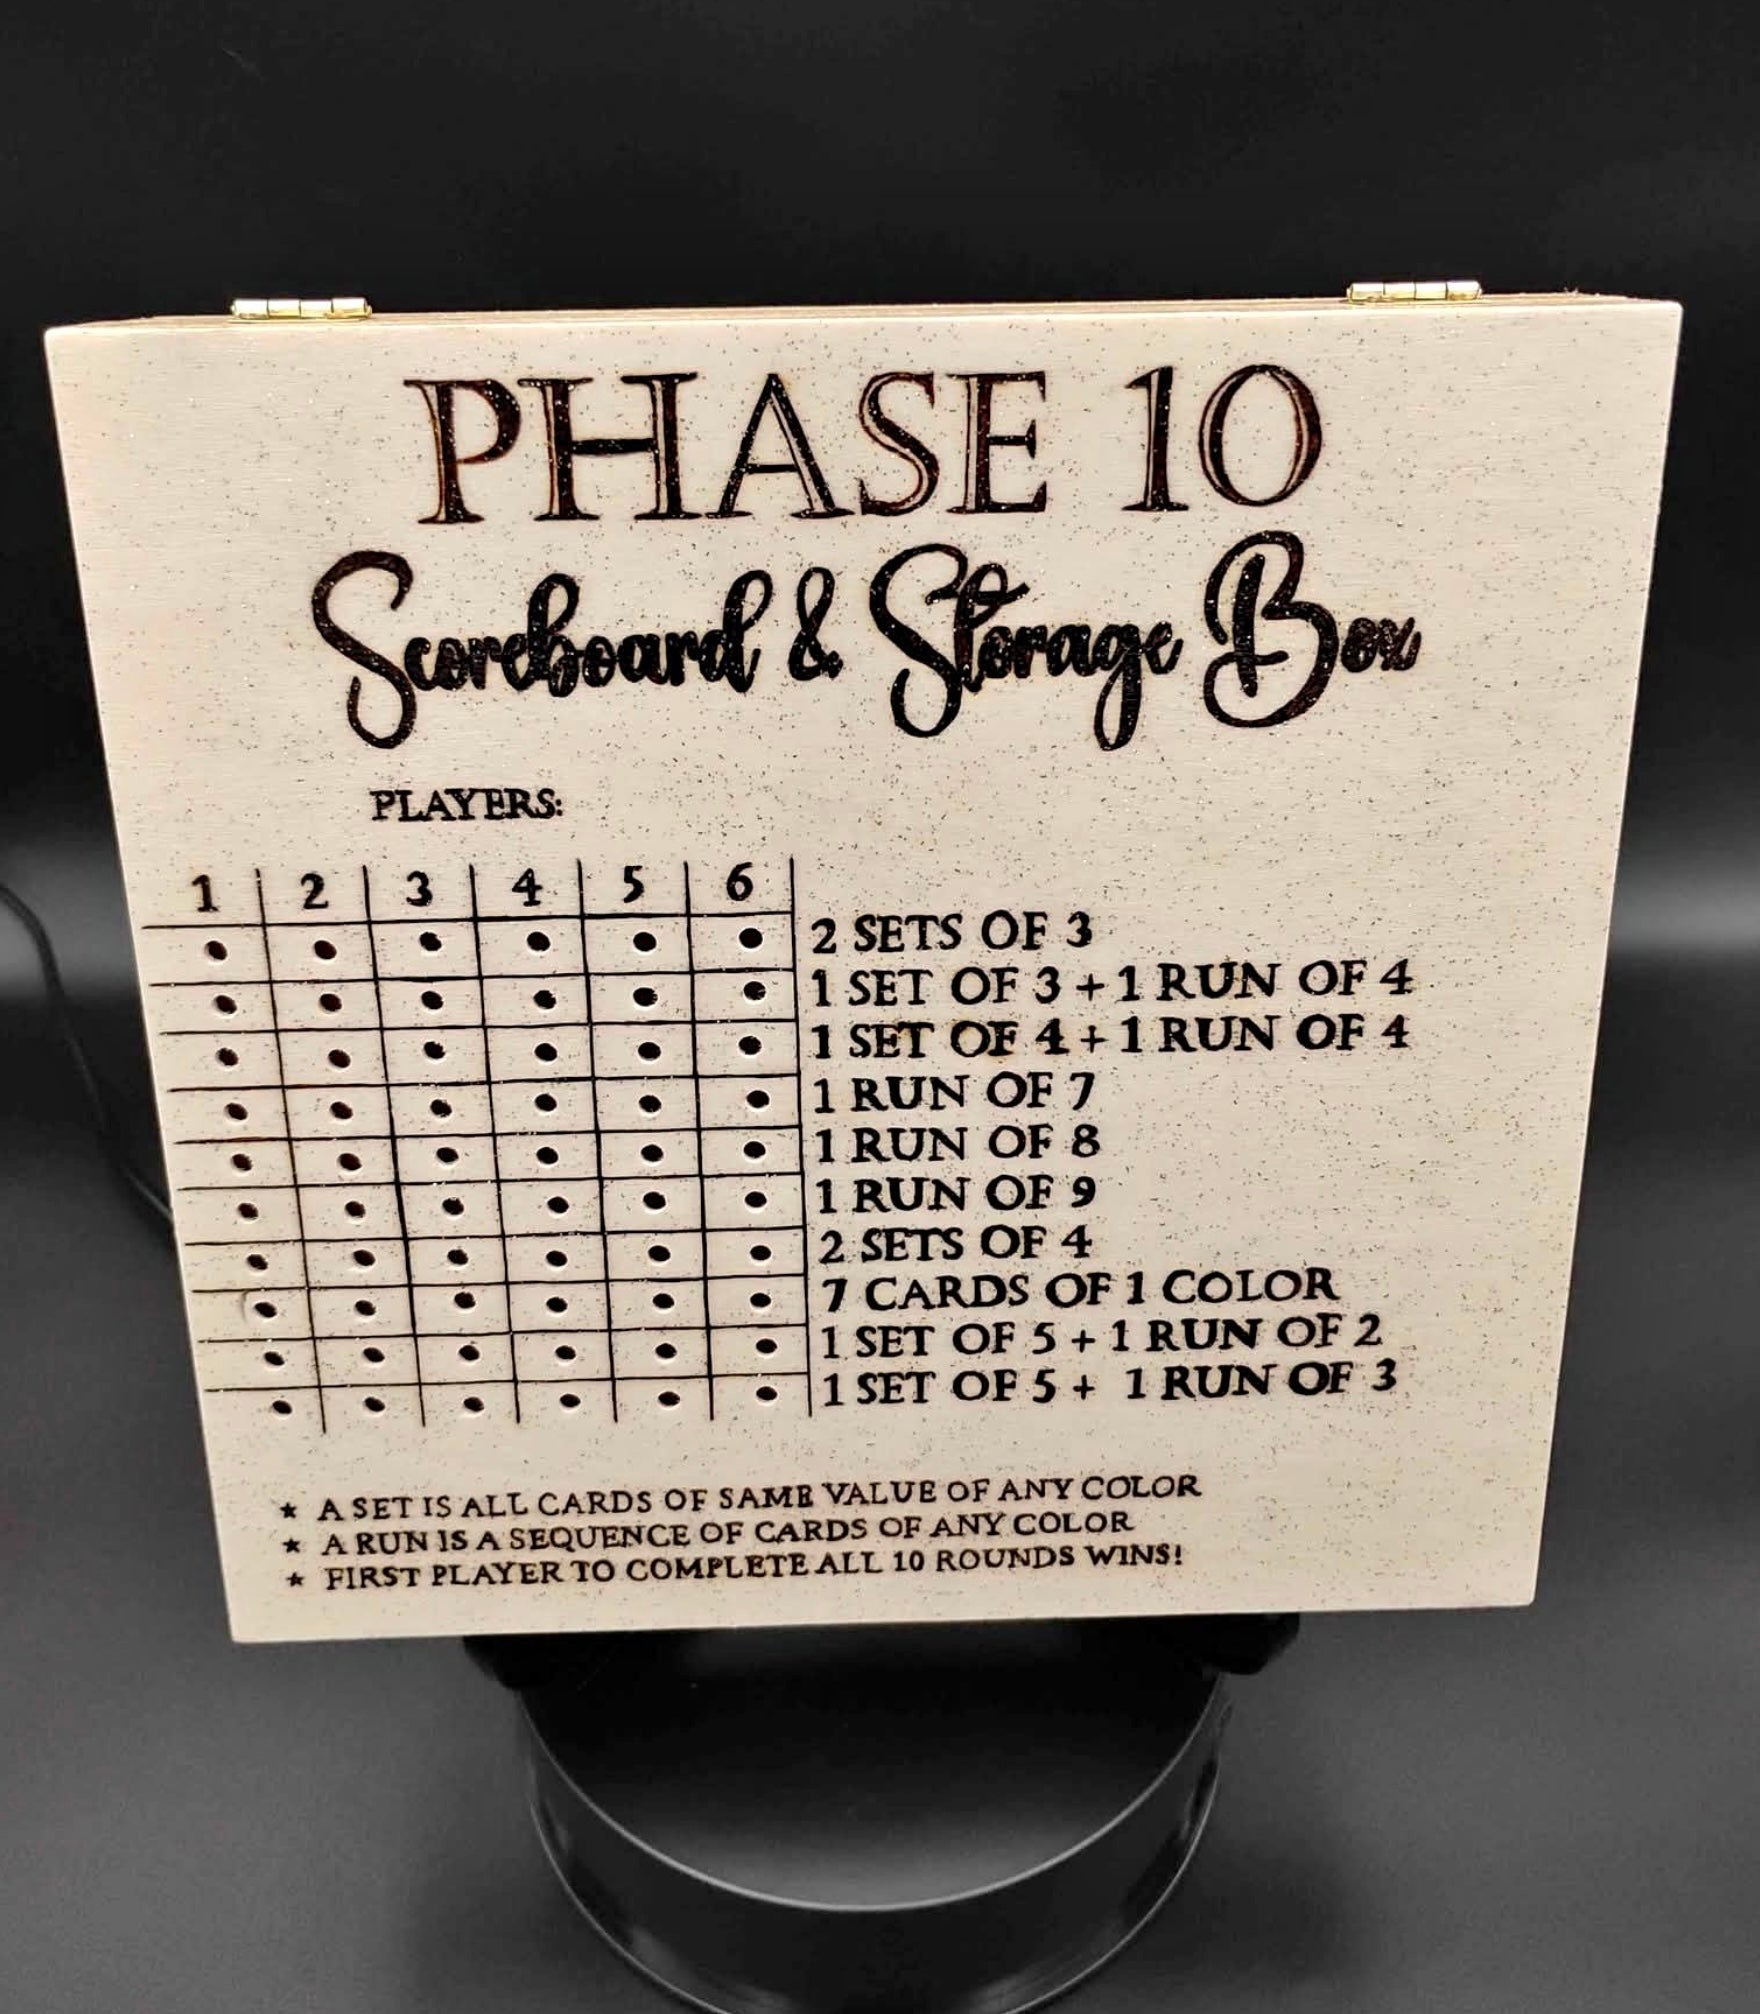 PHASE 10
Scoreboard & Storage Box
PLAYERS:
1 2 3 4 5 6
2 SETS OF 3
1 SET OF 3 + 1 RUN OF 4
1 SET OF 4 + 1 RUN OF 4
1 RUN OF 7
1 RUN OF 8
1 RUN OF 9
2 SETS OF 4
7 CARDS OF 1 COLOR
1 SET OF 5 + 1 RUN OF 2
1 SET OF 5 + 1 RUN OF 3
★ A SET IS ALL CARDS OF SAME VALUE OF ANY COLOR
★ A RUN IS A SEQUENCE OF CARDS OF ANY COLOR
★ FIRST PLAYER TO COMPLETE ALL 10 ROUNDS WINS!